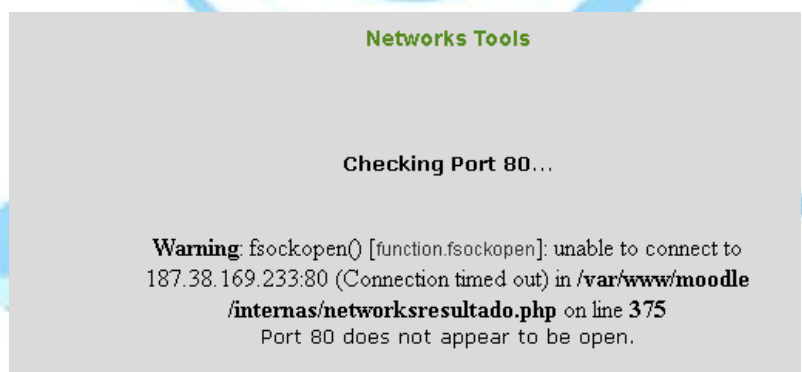 Networks Tools
Checking Port 80...
Warning: fsockopen() [function.fsockopen]: unable to connect to
187.38.169.233:80 (Connection timed out) in /var/www/moodle
/internas/networksresultado.php on line 375
Port 80 does not appear to be open.